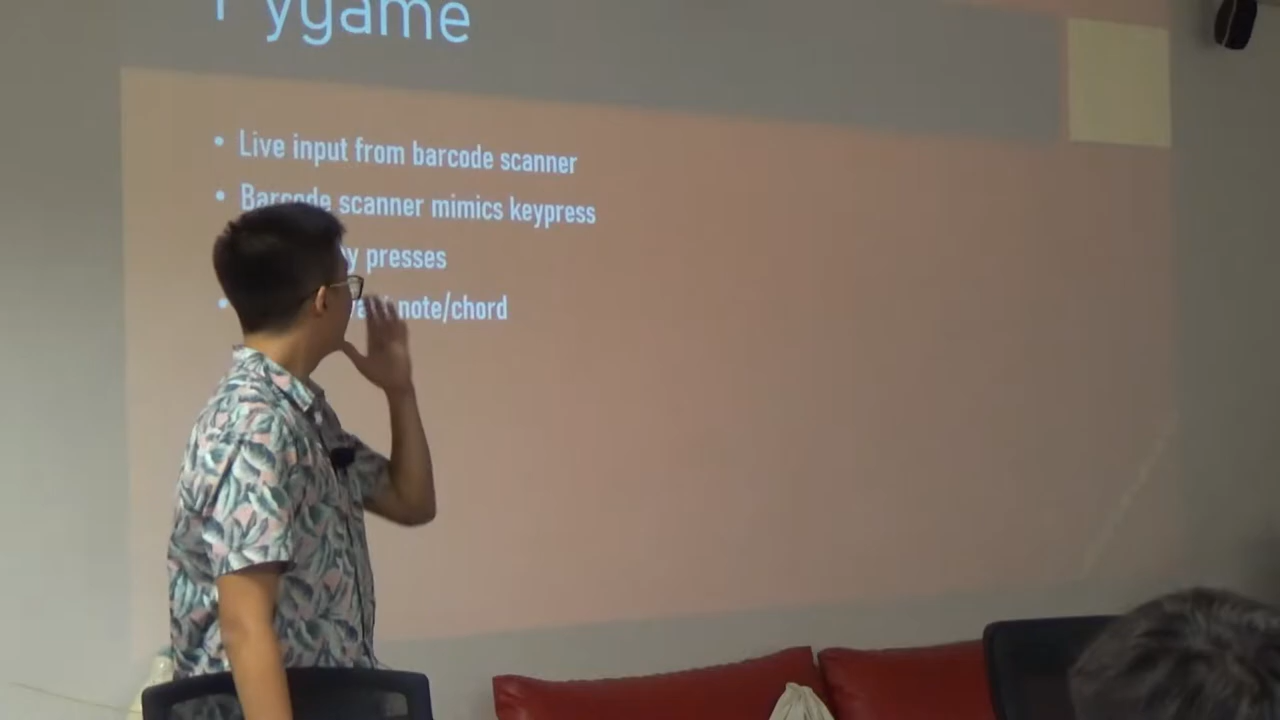 Pygame
Live input from barcode scanner
Barcode scanner mimics keypress
presses
note/chord